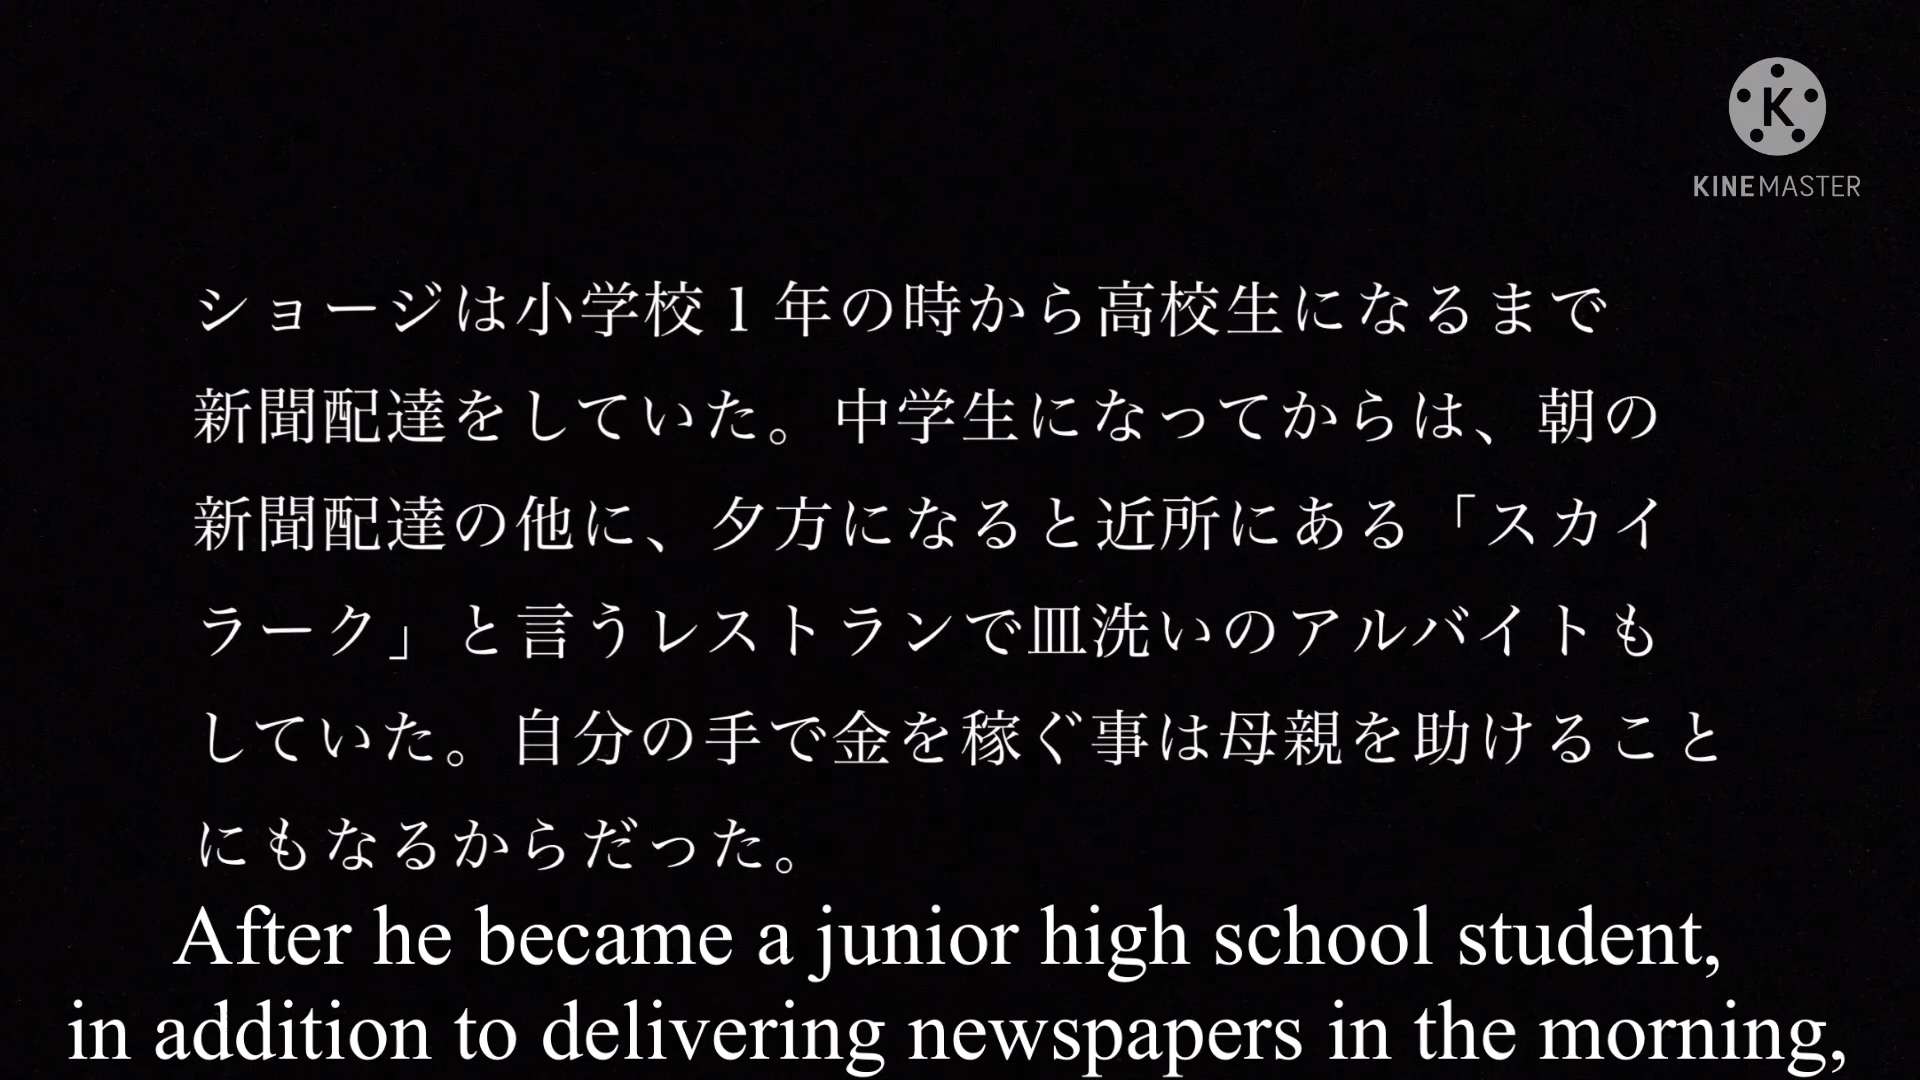 KINEMASTER
ショージは小学校１年の時から高校生になるまで
新聞配達をしていた。中学生になってからは、朝の
新聞配達の他に、夕方になると近所にある「スカイ
ラーク」と言うレストランで皿洗いのアルバイトも
していた。自分の手で金を稼ぐ事は母親を助けること
にもなるからだった。
After he became a junior high school student,
in addition to delivering newspapers in the morning,